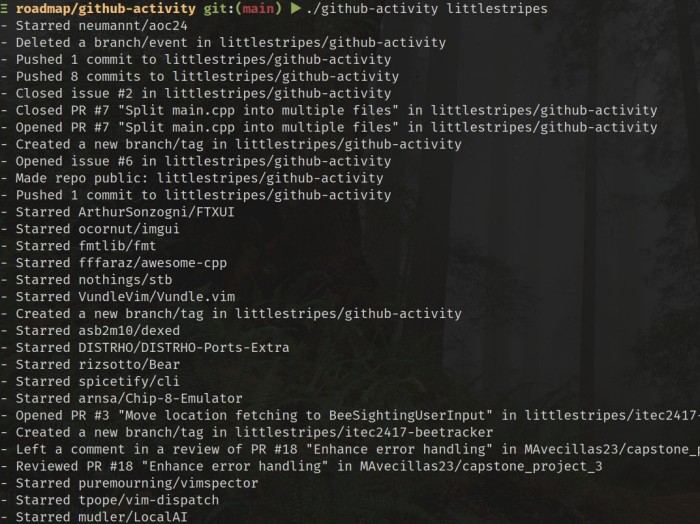 Ξ roadmap/github-activity git:(main) ▶ ./github-activity littlestripes
- Starred neumannt/aoc24
- Deleted a branch/event in littlestripes/github-activity
- Pushed 1 commit to littlestripes/github-activity
- Pushed 8 commits to littlestripes/github-activity
- Closed issue #2 in littlestripes/github-activity
- Closed PR #7 "Split main.cpp into multiple files" in littlestripes/github-activity
- Opened PR #7 "Split main.cpp into multiple files" in littlestripes/github-activity
- Created a new branch/tag in littlestripes/github-activity
- Opened issue #6 in littlestripes/github-activity
- Made repo public: littlestripes/github-activity
- Pushed 1 commit to littlestripes/github-activity
- Starred ArthurSonzogni/FTXUI
- Starred ocornut/imgui
- Starred fmtlib/fmt
- Starred fffaraz/awesome-cpp
- Starred nothings/stb
- Starred VundleVim/Vundle.vim
- Created a new branch/tag in littlestripes/github-activity
- Starred asb2m10/dexed
- Starred DISTRHO/DISTRHO-Ports-Extra
- Starred rizsotto/Bear
- Starred spicetify/cli
- Starred arnsa/Chip-8-Emulator
- Opened PR #3 "Move location fetching to BeeSightingUserInput" in littlestripes/itec2417-
- Created a new branch/tag in littlestripes/itec2417-beetracker
- Left a comment in a review of PR #18 "Enhance error handling" in MAvecillas23/capstone_p
- Reviewed PR #18 "Enhance error handling" in MAvecillas23/capstone_project_3
- Starred puremourning/vimspector
- Starred tpope/vim-dispatch
- Starred mudler/LocalAI